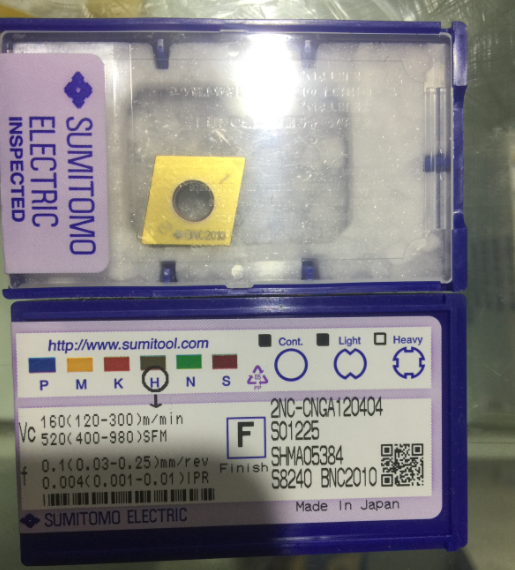 SUMITOMO
ELECTRIC
INSPECTED
BNC2010
http://www.sumitool.com
P M K H N S
Cont. Light Heavy
Vc 160(120-300)m/min
520(400-980)SFM
f 0.1(0.03-0.25)mm/rev
0.004(0.001-0.01)IPR
F
Finish
2NC-CNGA120404
S01225
SHMA05384
S8240 BNC2010
Made In Japan
SUMITOMO ELECTRIC